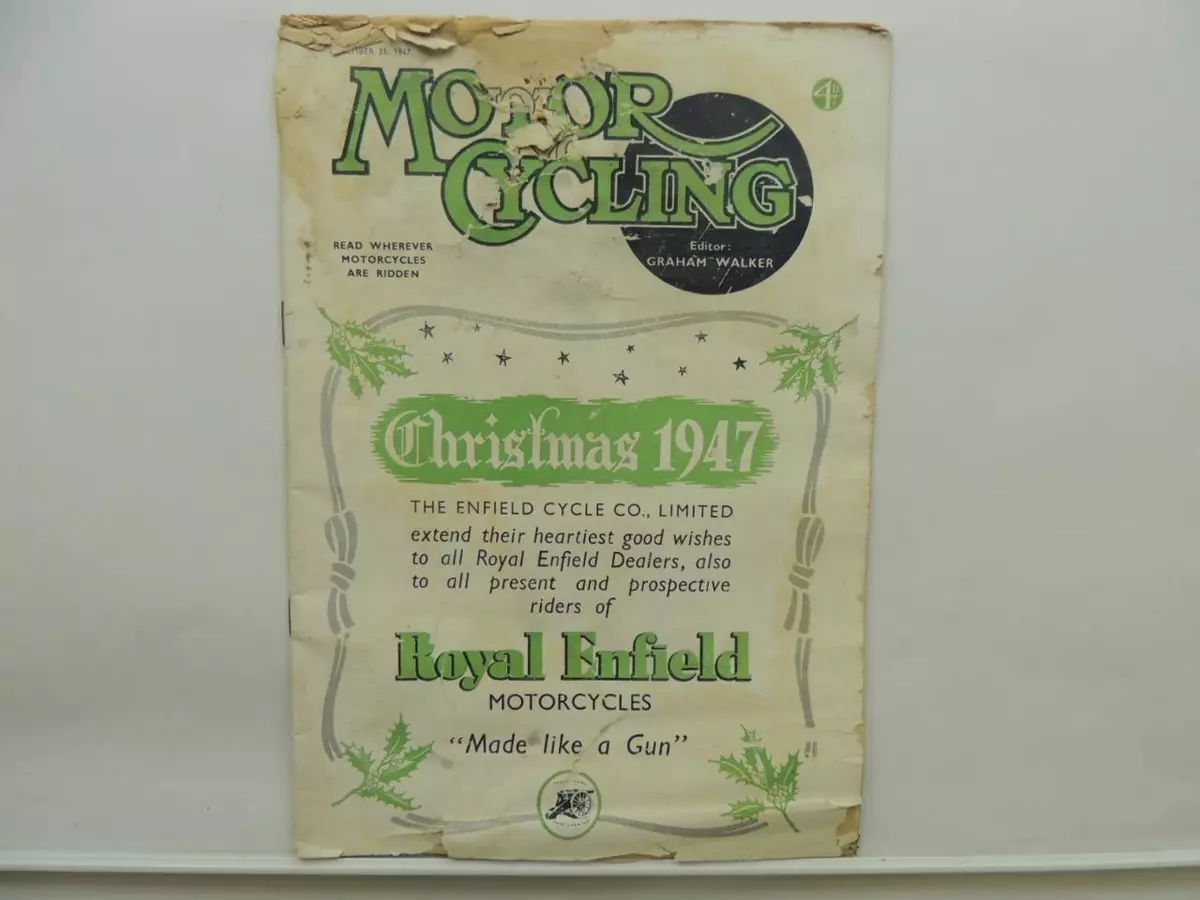 25, 1947
4D
MOTOR
CYCLING
READ WHEREVER
MOTORCYCLES
ARE RIDDEN
Editor:
GRAHAM WALKER
Christmas 1947
THE ENFIELD CYCLE CO., LIMITED
extend their heartiest good wishes
to all Royal Enfield Dealers, also
to all present and prospective
riders of
Royal Enfield
MOTORCYCLES
"Made like a Gun"